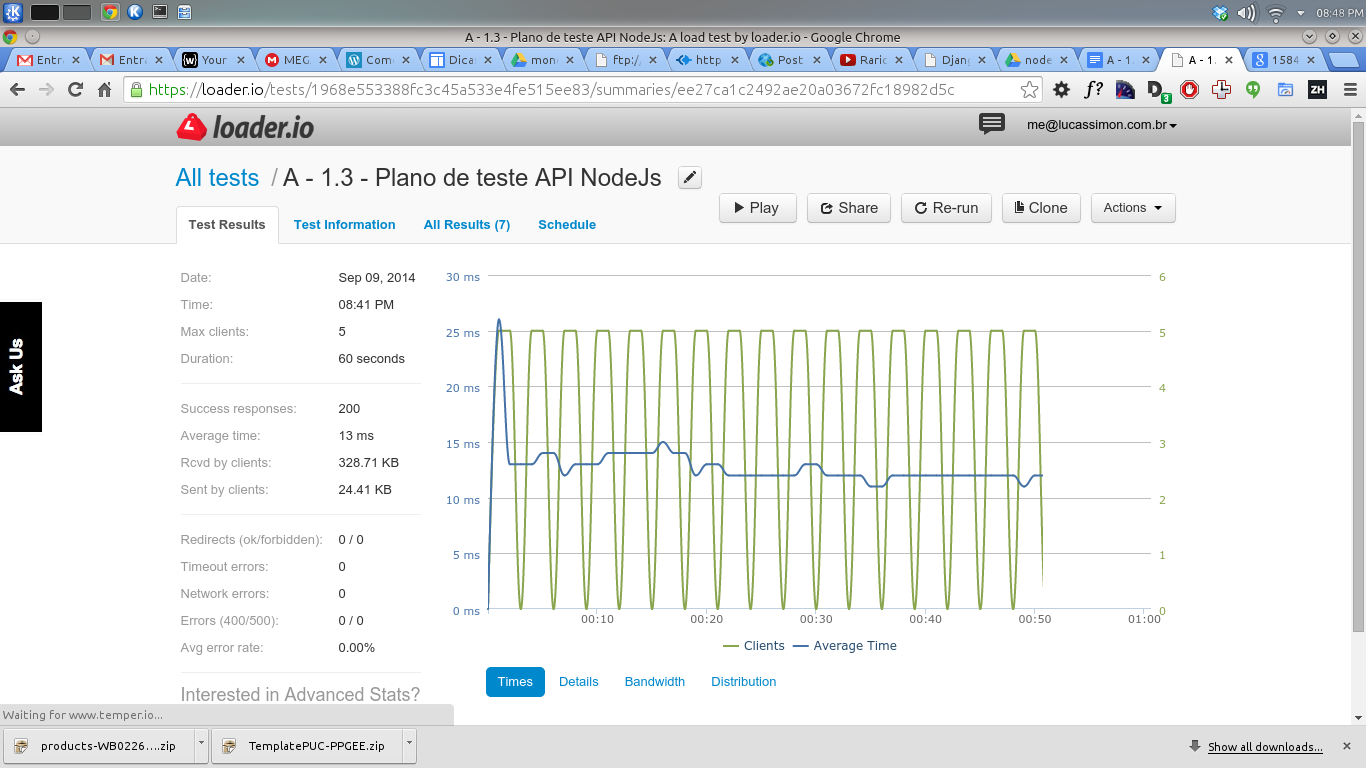 08:48 PM
A - 1.3 - Plano de teste API NodeJs: A load test by loader.io - Google Chrome
Entr
Entra
Your
MEG
Com
Dica
mon
ftp:/
http
Post
Raric
Djan
node
A - 1.
A - 1.
1584
https://loader.io/tests/1968e553388fc3c45a533e4fe515ee83/summaries/ee27ca1c2492ae20a03672fc18982d5c
f?
D
3
ZH
loader.io
me@lucassimon.com.br
All tests / A - 1.3 - Plano de teste API NodeJs
Play Share Re-run Clone Actions
Test Results Test Information All Results (7) Schedule
Ask Us
Date: Sep 09, 2014
Time: 08:41 PM
Max clients: 5
Duration: 60 seconds
Success responses: 200
Average time: 13 ms
Rcvd by clients: 328.71 KB
Sent by clients: 24.41 KB
Redirects (ok/forbidden): 0 / 0
Timeout errors: 0
Network errors: 0
Errors (400/500): 0 / 0
Avg error rate: 0.00%
Interested in Advanced Stats?
30 ms 6
25 ms 5
20 ms 4
15 ms 3
10 ms 2
5 ms 1
0 ms 0
00:10 00:20 00:30 00:40 00:50 01:00
Clients Average Time
Times Details Bandwidth Distribution
Waiting for www.temper.io...
products-WB0226....zip
TemplatePUC-PPGEE.zip
Show all downloads...